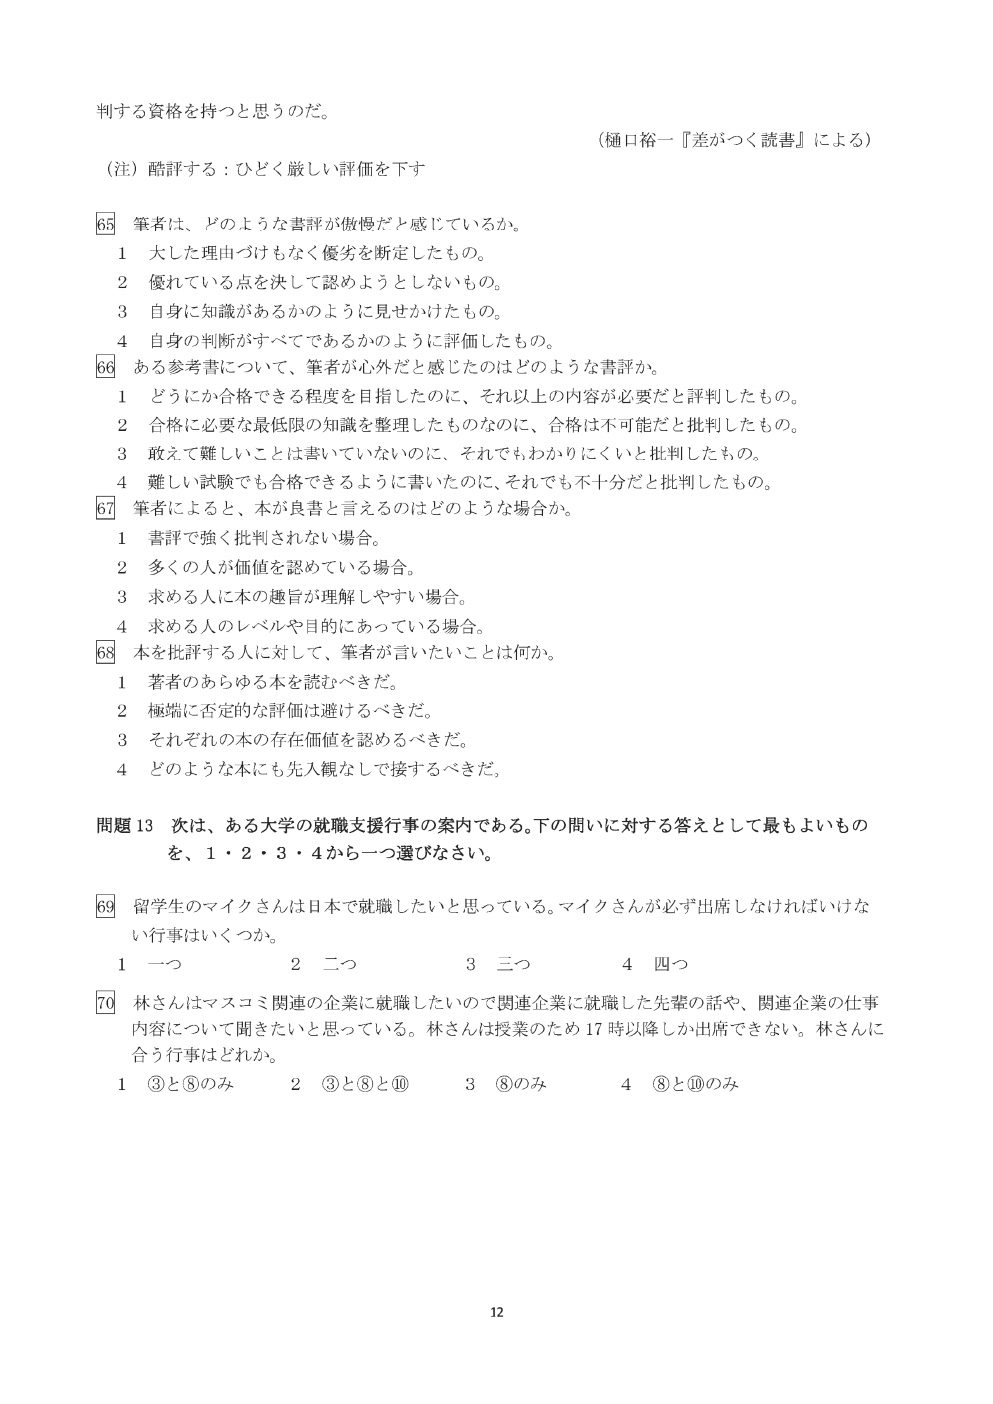 判する資格を持つと思うのだ。
（樋口裕一『差がつく読書』による）
（注）酷評する：ひどく厳しい評価を下す
65 筆者は、どのような書評が傲慢だと感じているか。
1 大した理由づけもなく優劣を断定したもの。
2 優れている点を決して認めようとしないもの。
3 自身に知識があるかのように見せかけたもの。
4 自身の判断がすべてであるかのように評価したもの。
66 ある参考書について、筆者が心外だと感じたのはどのような書評か。
1 どうにか合格できる程度を目指したのに、それ以上の内容が必要だと評判したもの。
2 合格に必要な最低限の知識を整理したものなのに、合格は不可能だと批判したもの。
3 敢えて難しいことは書いていないのに、それでもわかりにくいと批判したもの。
4 難しい試験でも合格できるように書いたのに、それでも不十分だと批判したもの。
67 筆者によると、本が良書と言えるのはどのような場合か。
1 書評で強く批判されない場合。
2 多くの人が価値を認めている場合。
3 求める人に本の趣旨が理解しやすい場合。
4 求める人のレベルや目的にあっている場合。
68 本を批評する人に対して、筆者が言いたいことは何か。
1 著者のあらゆる本を読むべきだ。
2 極端に否定的な評価は避けるべきだ。
3 それぞれの本の存在価値を認めるべきだ。
4 どのような本にも先入観なしで接するべきだ。
問題 13 次は、ある大学の就職支援行事の案内である。下の問いに対する答えとして最もよいもの
を、１・２・３・４から一つ選びなさい。
69 留学生のマイクさんは日本で就職したいと思っている。マイクさんが必ず出席しなければいけな
い行事はいくつか。
1 一つ 2 二つ 3 三つ 4 四つ
70 林さんはマスコミ関連の企業に就職したいので関連企業に就職した先輩の話や、関連企業の仕事
内容について聞きたいと思っている。林さんは授業のため 17 時以降しか出席できない。林さんに
合う行事はどれか。
1 ③と⑧のみ 2 ③と⑧と⑩ 3 ⑧のみ 4 ⑧と⑩のみ
12